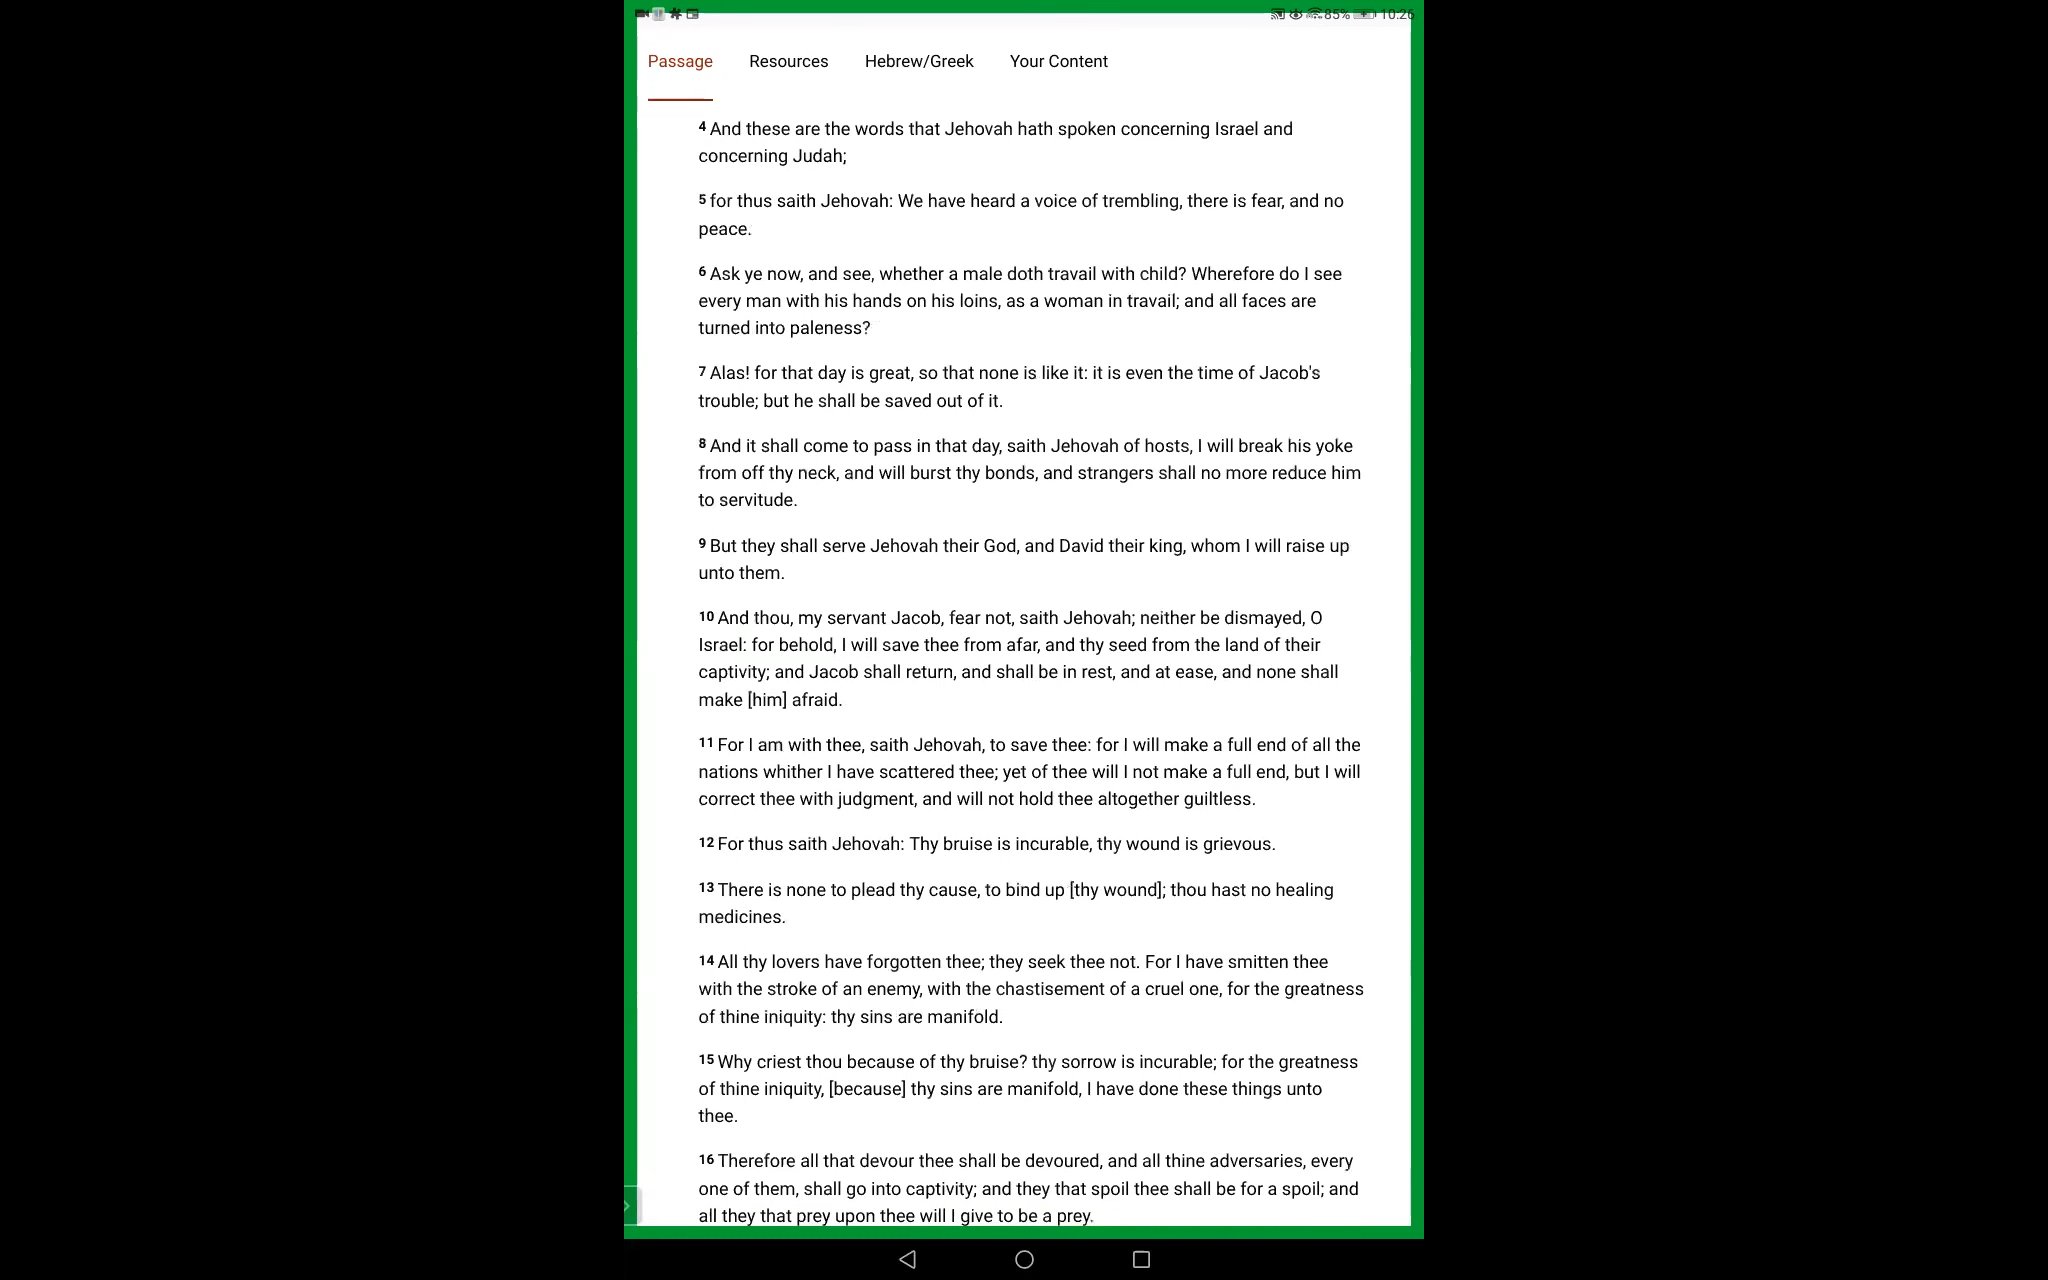 85% 10:26
Passage Resources Hebrew/Greek Your Content
4 And these are the words that Jehovah hath spoken concerning Israel and
concerning Judah;
5 for thus saith Jehovah: We have heard a voice of trembling, there is fear, and no
peace.
6 Ask ye now, and see, whether a male doth travail with child? Wherefore do I see
every man with his hands on his loins, as a woman in travail; and all faces are
turned into paleness?
7 Alas! for that day is great, so that none is like it: it is even the time of Jacob's
trouble; but he shall be saved out of it.
8 And it shall come to pass in that day, saith Jehovah of hosts, I will break his yoke
from off thy neck, and will burst thy bonds, and strangers shall no more reduce him
to servitude.
9 But they shall serve Jehovah their God, and David their king, whom I will raise up
unto them.
10 And thou, my servant Jacob, fear not, saith Jehovah; neither be dismayed, O
Israel: for behold, I will save thee from afar, and thy seed from the land of their
captivity; and Jacob shall return, and shall be in rest, and at ease, and none shall
make [him] afraid.
11 For I am with thee, saith Jehovah, to save thee: for I will make a full end of all the
nations whither I have scattered thee; yet of thee will I not make a full end, but I will
correct thee with judgment, and will not hold thee altogether guiltless.
12 For thus saith Jehovah: Thy bruise is incurable, thy wound is grievous.
13 There is none to plead thy cause, to bind up [thy wound]; thou hast no healing
medicines.
14 All thy lovers have forgotten thee; they seek thee not. For I have smitten thee
with the stroke of an enemy, with the chastisement of a cruel one, for the greatness
of thine iniquity: thy sins are manifold.
15 Why criest thou because of thy bruise? thy sorrow is incurable; for the greatness
of thine iniquity, [because] thy sins are manifold, I have done these things unto
thee.
16 Therefore all that devour thee shall be devoured, and all thine adversaries, every
one of them, shall go into captivity; and they that spoil thee shall be for a spoil; and
all they that prey upon thee will I give to be a prey.